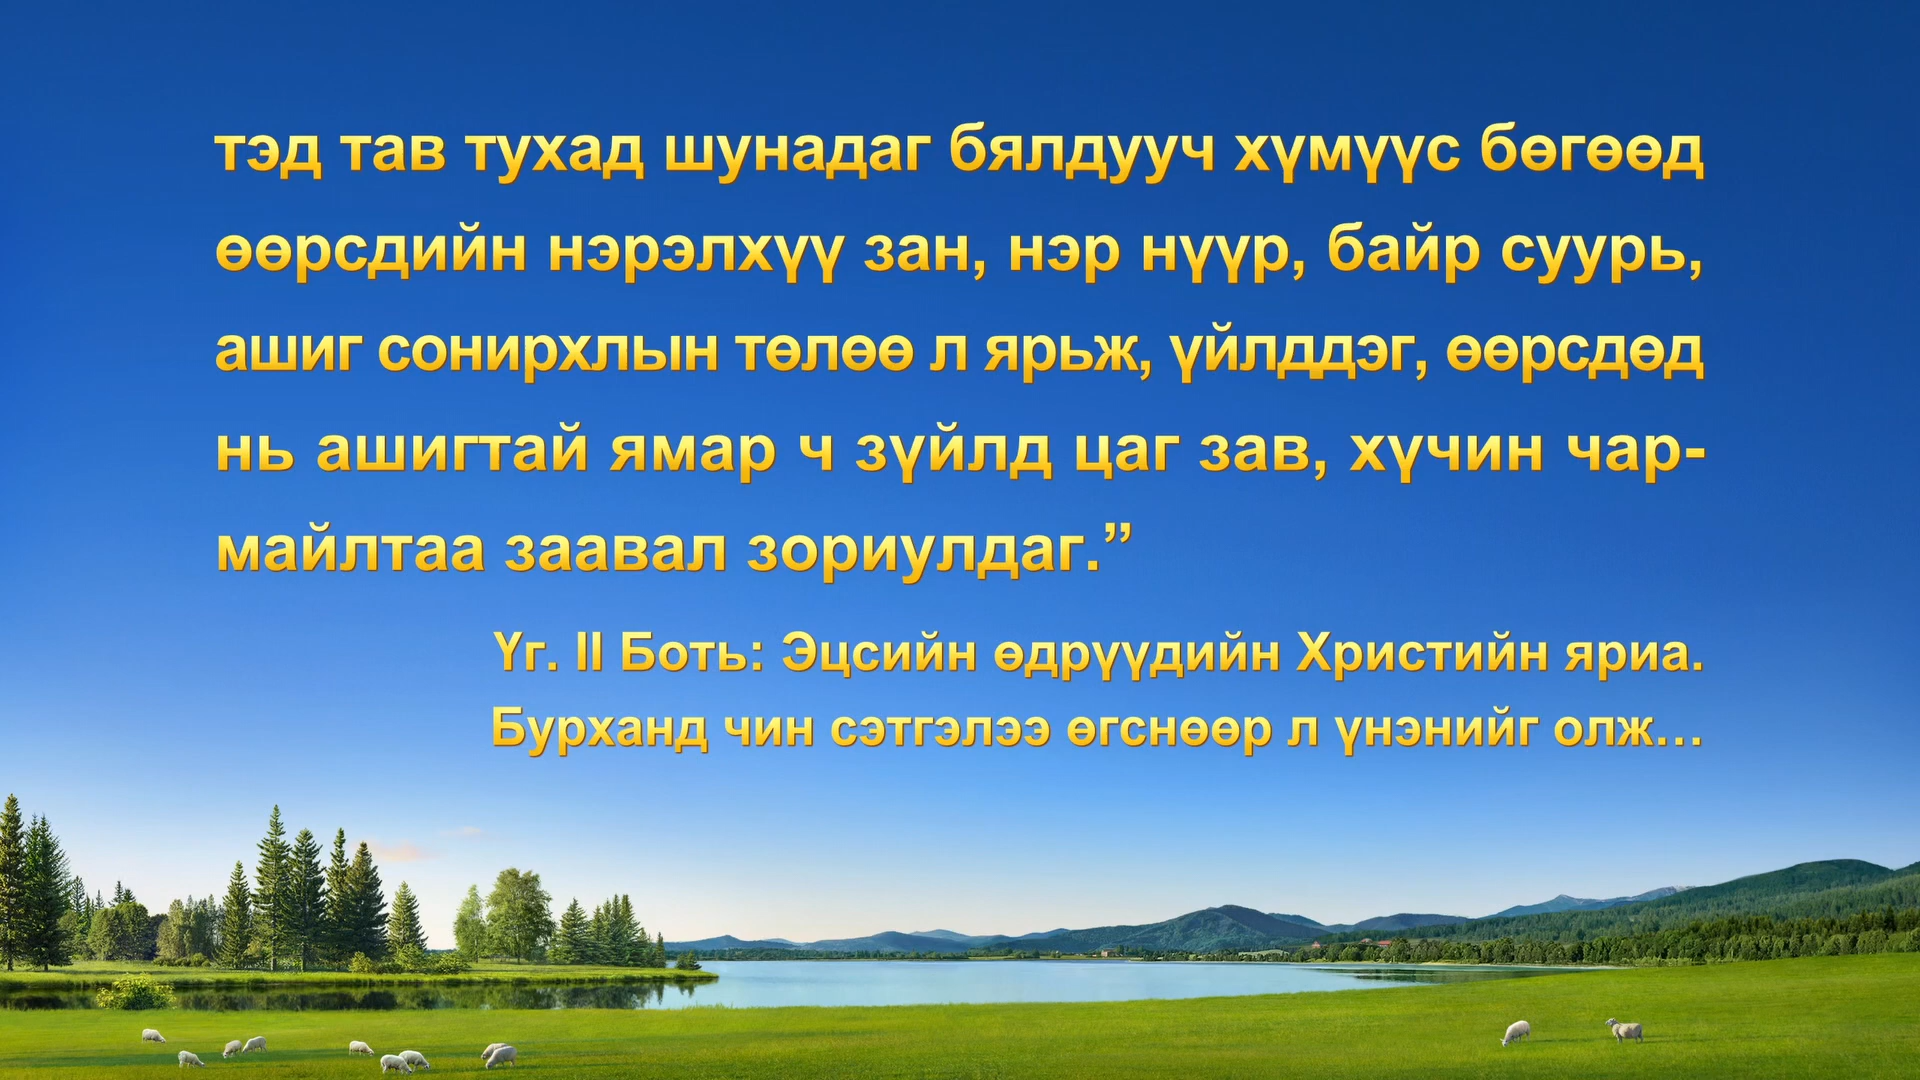 тэд тав тухад шунадаг бялдууч хүмүүс бөгөөд
өөрсдийн нэрэлхүү зан, нэр нүүр, байр суурь,
ашиг сонирхлын төлөө л ярьж, үйлддэг, өөрсдөд
нь ашигтай ямар ч зүйлд цаг зав, хүчин чар-
майлтаа заавал зориулдаг.”
Үг. II Боть: Эцсийн өдрүүдийн Христийн яриа.
Бурханд чин сэтгэлээ өгснөөр л үнэнийг олж…